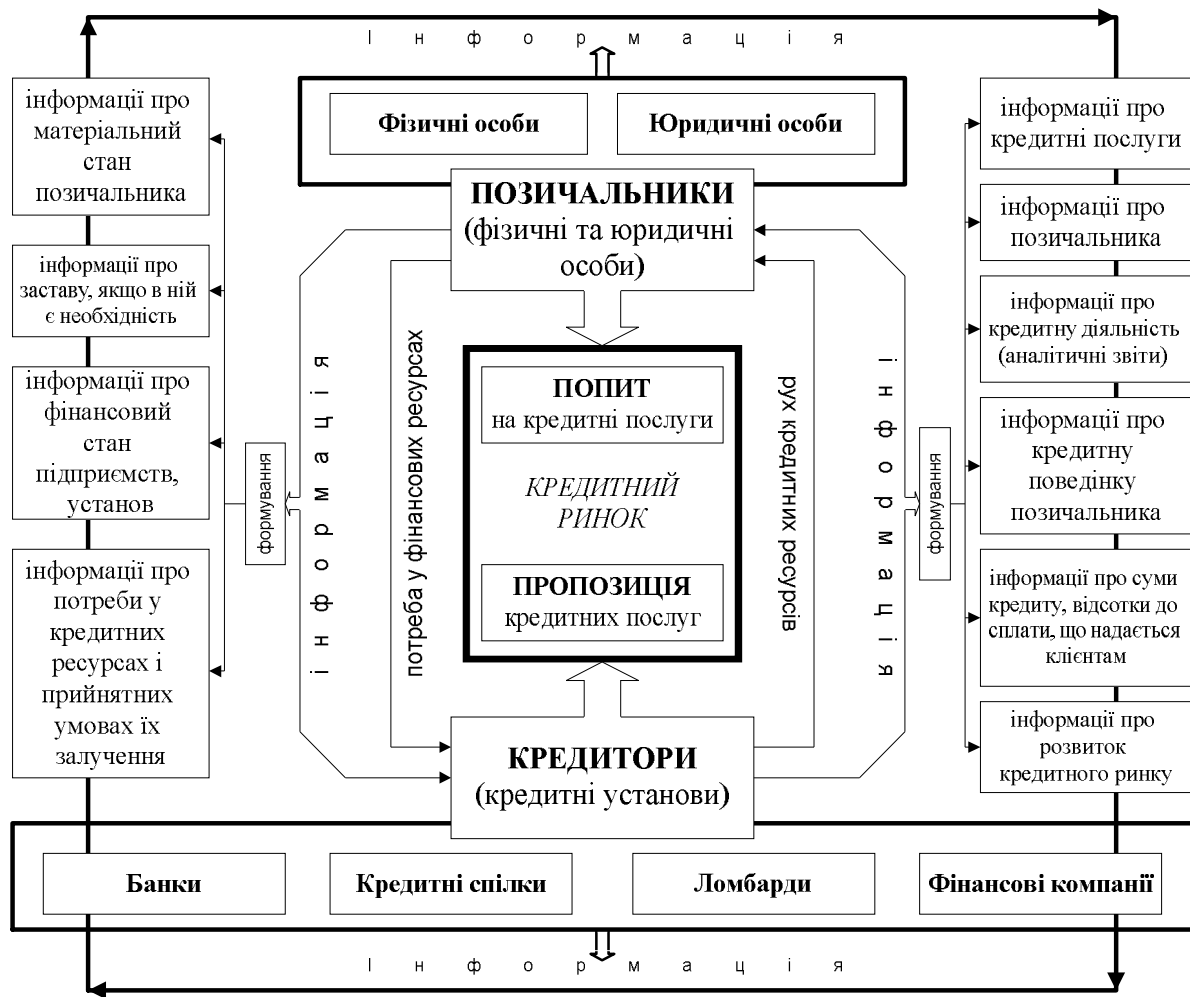 І н ф о р м а ц і я
Фізичні особи
Юридичні особи
ПОЗИЧАЛЬНИКИ
(фізичні та юридичні
особи)
інформації про
матеріальний
стан
позичальника
інформації про
заставу, якщо в ній
є необхідність
інформації про
фінансовий
стан
підприємств,
установ
інформації про
потреби у
кредитних
ресурсах і
прийнятних
умовах їх
залучення
формування
і н ф о р м а ц і я
потреба у фінансових ресурсах
ПОПИТ
на кредитні послуги
КРЕДИТНИЙ
РИНОК
ПРОПОЗИЦІЯ
кредитних послуг
рух кредитних ресурсів
і н ф о р м а ц і я
формування
інформації про
кредитні послуги
інформації про
позичальника
інформації про
кредитну діяльність
(аналітичні звіти)
інформації про
кредитну
поведінку
позичальника
інформації про суми
кредиту, відсотки до
сплати, що надається
клієнтам
інформації про
розвиток
кредитного ринку
КРЕДИТОРИ
(кредитні установи)
Банки
Кредитні спілки
Ломбарди
Фінансові компанії
І н ф о р м а ц і я